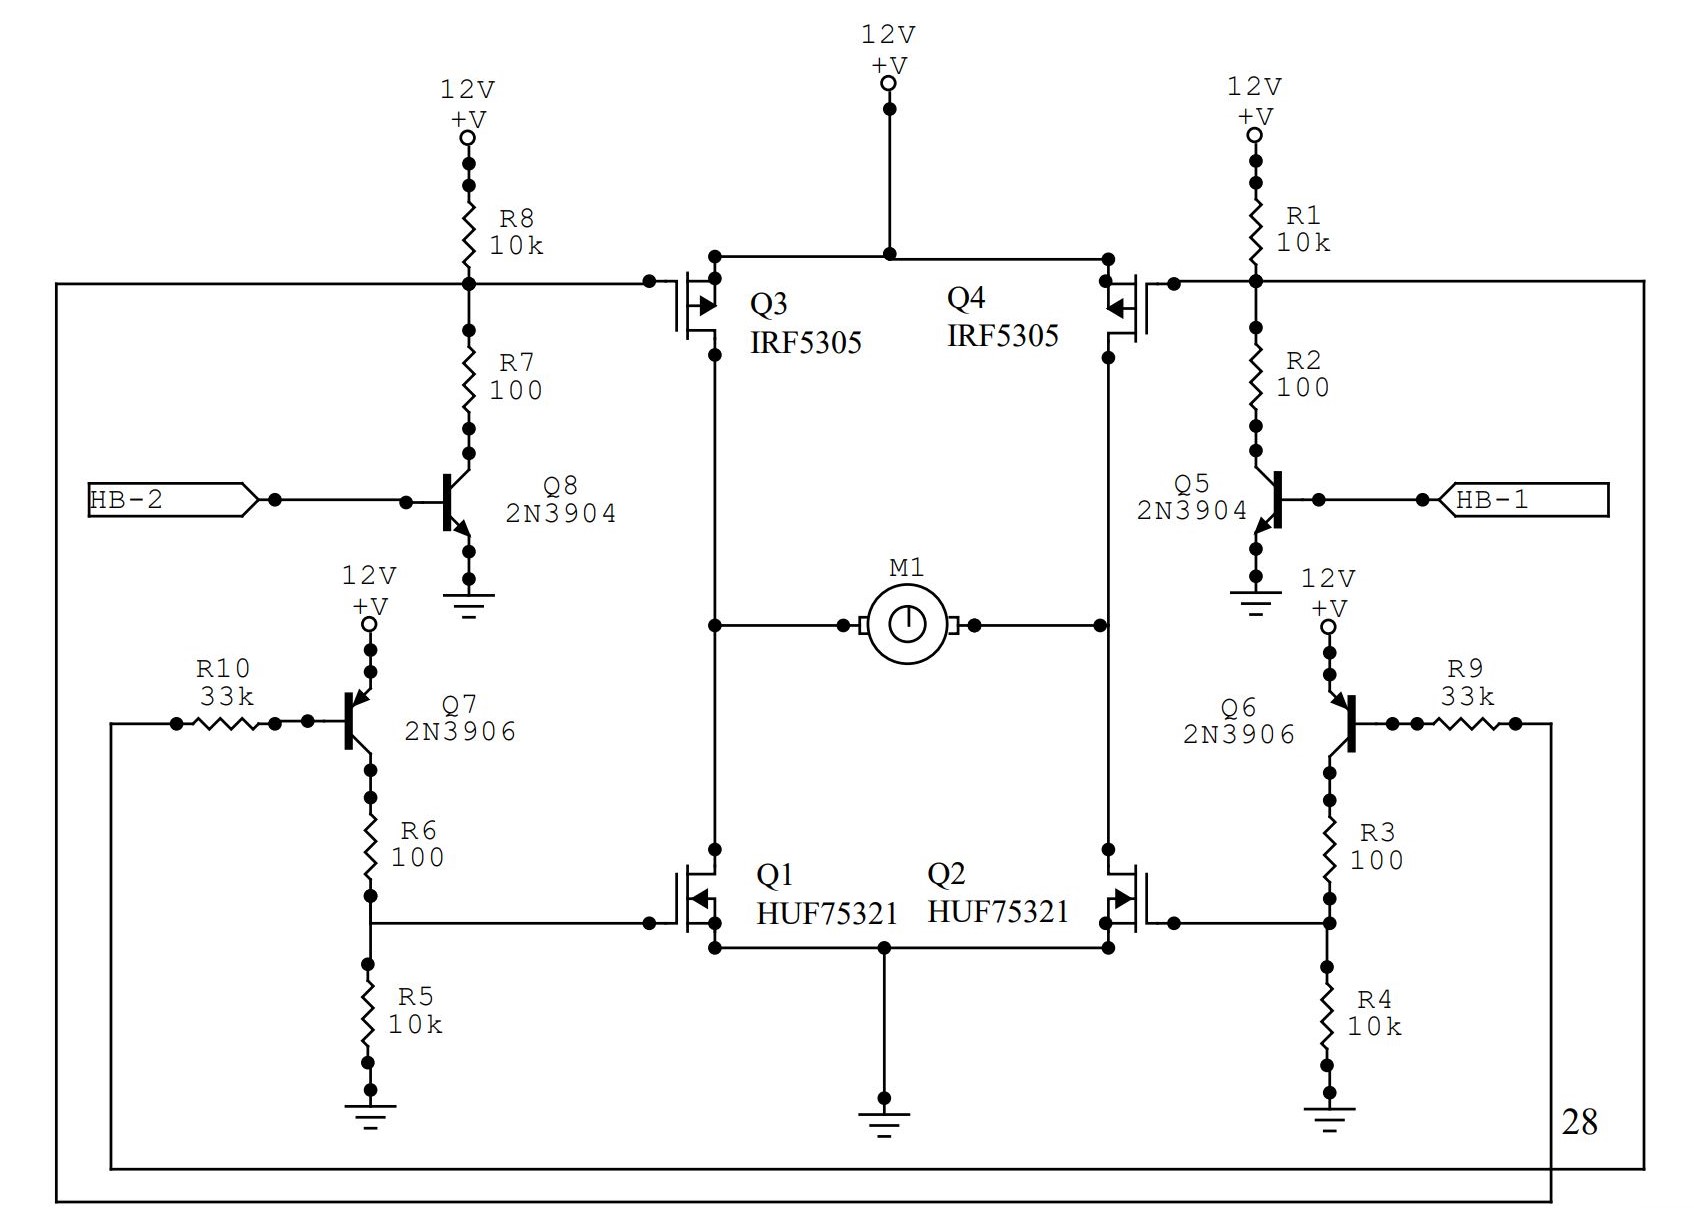 12V
+V
12V
+V
12V
+V
R8
10k
R1
10k
Q3
IRF5305
Q4
IRF5305
R7
100
R2
100
HB-2
Q8
2N3904
Q5
2N3904
HB-1
M1
12V
+V
12V
+V
R10
33k
Q7
2N3906
Q6
2N3906
R9
33k
R6
100
Q1
HUF75321
Q2
HUF75321
R3
100
R5
10k
R4
10k
28